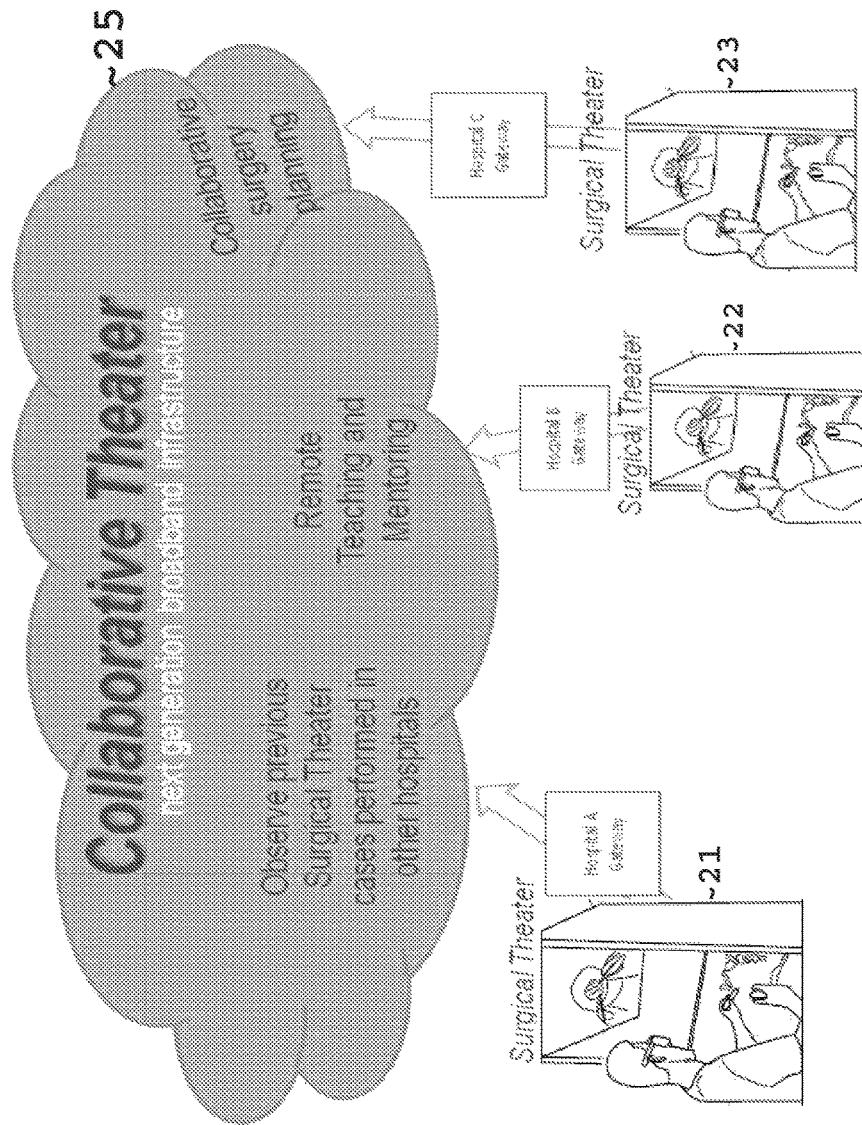 Collaborative Theater
next generation broadband infrastructure
~25
Observe previous
Surgical Theater
cases performed in
other hospitals
Remote
Teaching and
Mentoring
Collaborative
surgery
planning
Hospital A
Gateway
Hospital B
Gateway
Hospital C
Gateway
Surgical Theater
~21
Surgical Theater
~22
Surgical Theater
~23